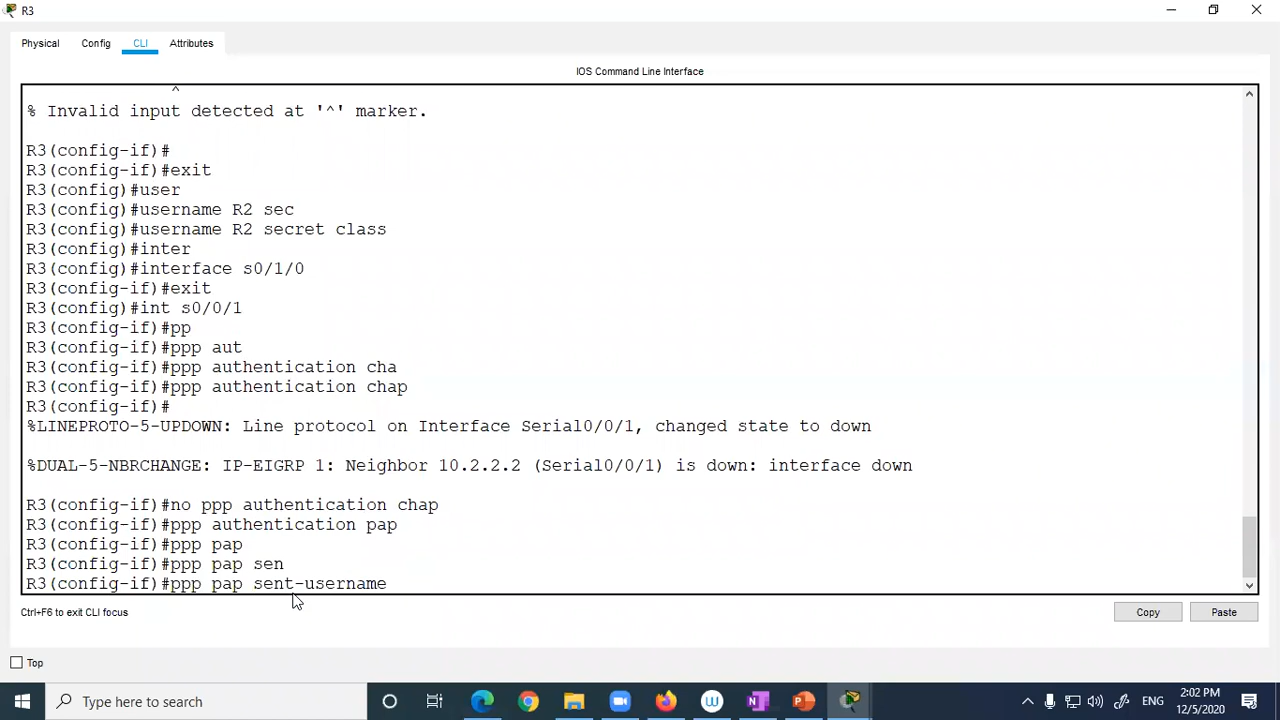 R3
Physical Config CLI Attributes
IOS Command Line Interface
^
% Invalid input detected at '^' marker.
R3(config-if)#
R3(config-if)#exit
R3(config)#user
R3(config)#username R2 sec
R3(config)#username R2 secret class
R3(config)#inter
R3(config)#interface s0/1/0
R3(config-if)#exit
R3(config)#int s0/0/1
R3(config-if)#pp
R3(config-if)#ppp aut
R3(config-if)#ppp authentication cha
R3(config-if)#ppp authentication chap
R3(config-if)#
%LINEPROTO-5-UPDOWN: Line protocol on Interface Serial0/0/1, changed state to down
%DUAL-5-NBRCHANGE: IP-EIGRP 1: Neighbor 10.2.2.2 (Serial0/0/1) is down: interface down
R3(config-if)#no ppp authentication chap
R3(config-if)#ppp authentication pap
R3(config-if)#ppp pap
R3(config-if)#ppp pap sen
R3(config-if)#ppp pap sent-username
Ctrl+F6 to exit CLI focus
Copy Paste
Top
Type here to search
ENG
2:02 PM
12/5/2020